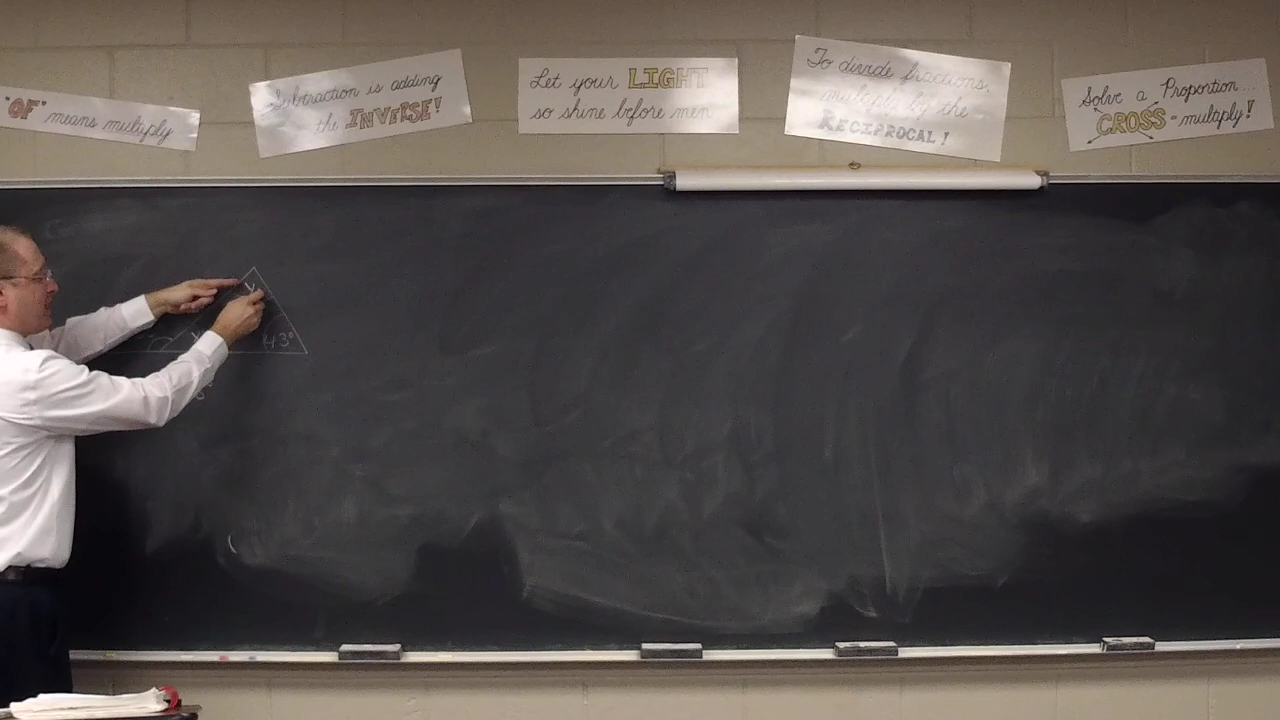 "OF" means multiply
Subtraction is adding
the INVERSE!
Let your LIGHT
so shine before men
To divide fractions,
multiply by the
RECIPROCAL!
Solve a Proportion...
CROSS-multiply!
y
x
43°